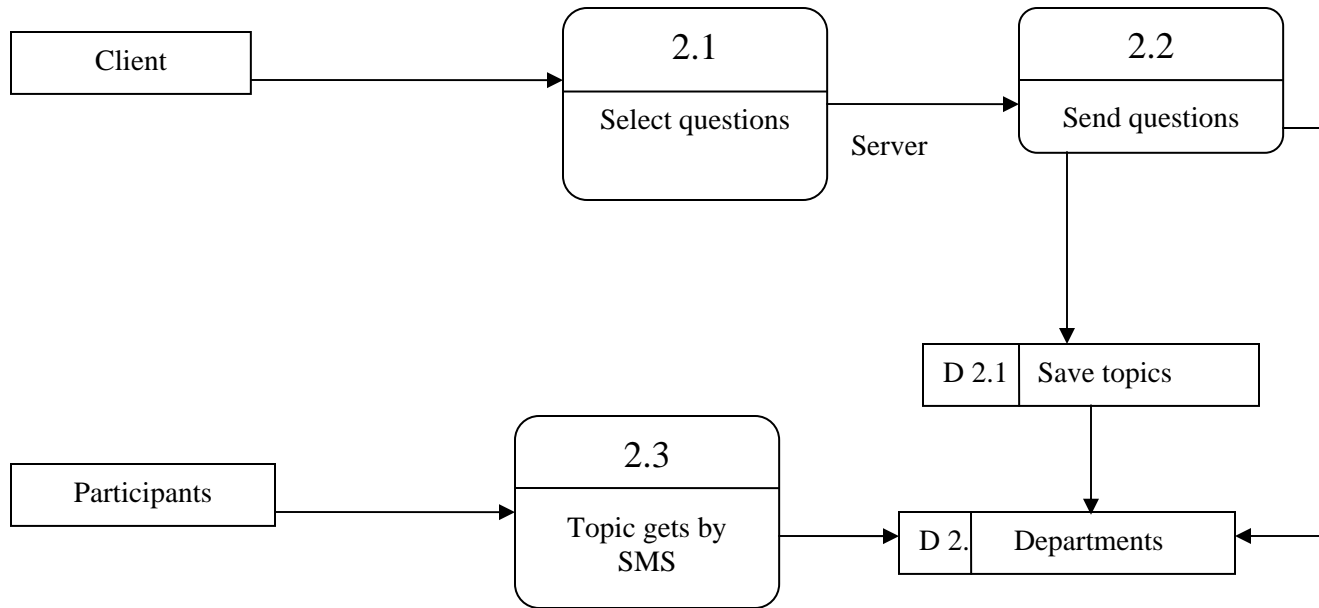 Client
2.1
Select questions
Server
2.2
Send questions
D 2.1 Save topics
Participants
2.3
Topic gets by
SMS
D 2. Departments